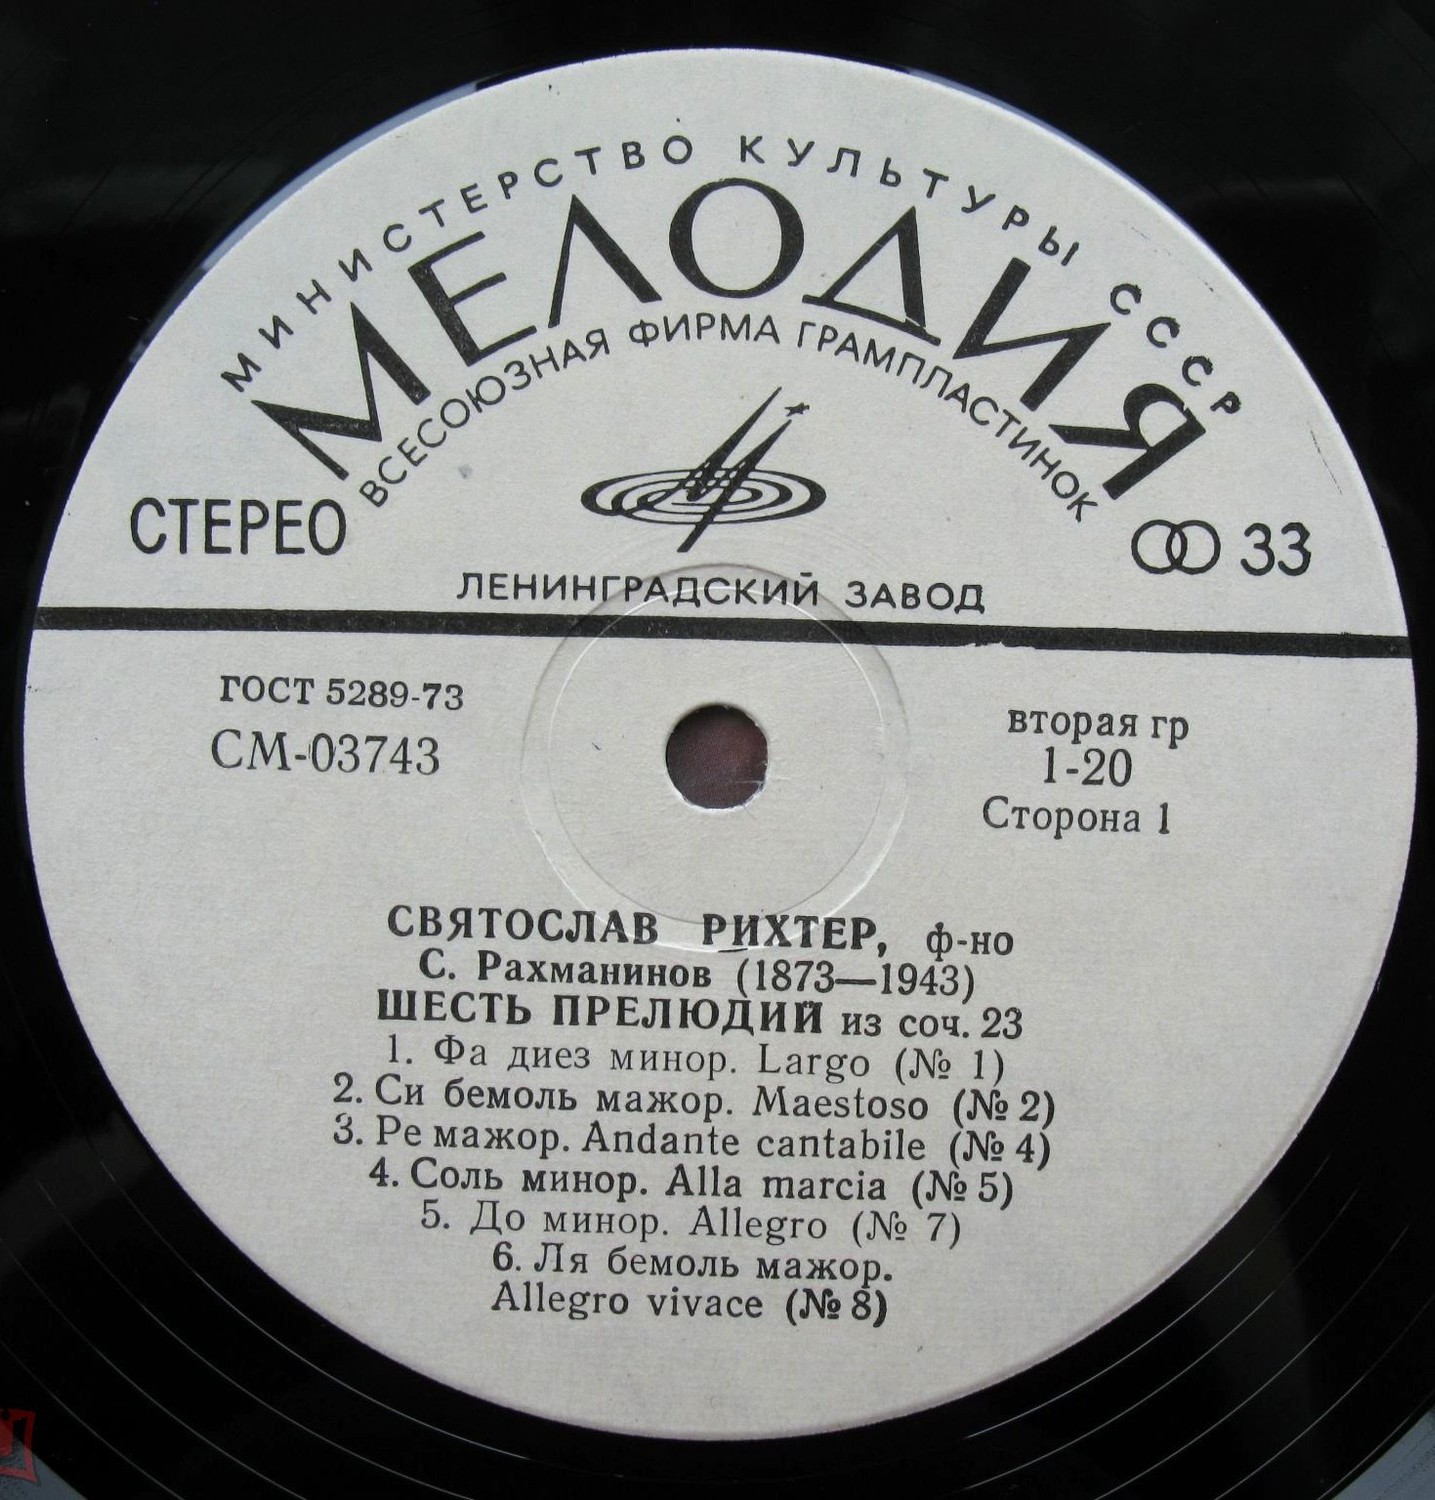 МИНИСТЕРСТВО КУЛЬТУРЫ СССР
МЕЛОДИЯ
ВСЕСОЮЗНАЯ ФИРМА ГРАМПЛАСТИНОК
СТЕРЕО
33
ЛЕНИНГРАДСКИЙ ЗАВОД
ГОСТ 5289-73
СМ-03743
вторая гр
1-20
Сторона 1
СВЯТОСЛАВ РИХТЕР, ф-но
С. Рахманинов (1873—1943)
ШЕСТЬ ПРЕЛЮДИЙ из соч. 23
1. Фа диез минор. Largo (№ 1)
2. Си бемоль мажор. Maestoso (№ 2)
3. Ре мажор. Andante cantabile (№ 4)
4. Соль минор. Alla marcia (№ 5)
5. До минор. Allegro (№ 7)
6. Ля бемоль мажор.
Allegro vivace (№ 8)